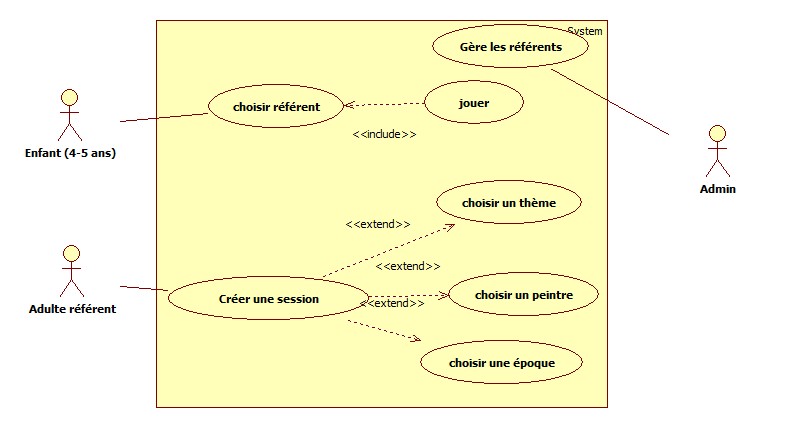 System
Gère les référents
choisir référent
jouer
<<include>>
Enfant (4-5 ans)
Admin
choisir un thème
<<extend>>
<<extend>>
Adulte référent
Créer une session
<<extend>>
choisir un peintre
choisir une époque